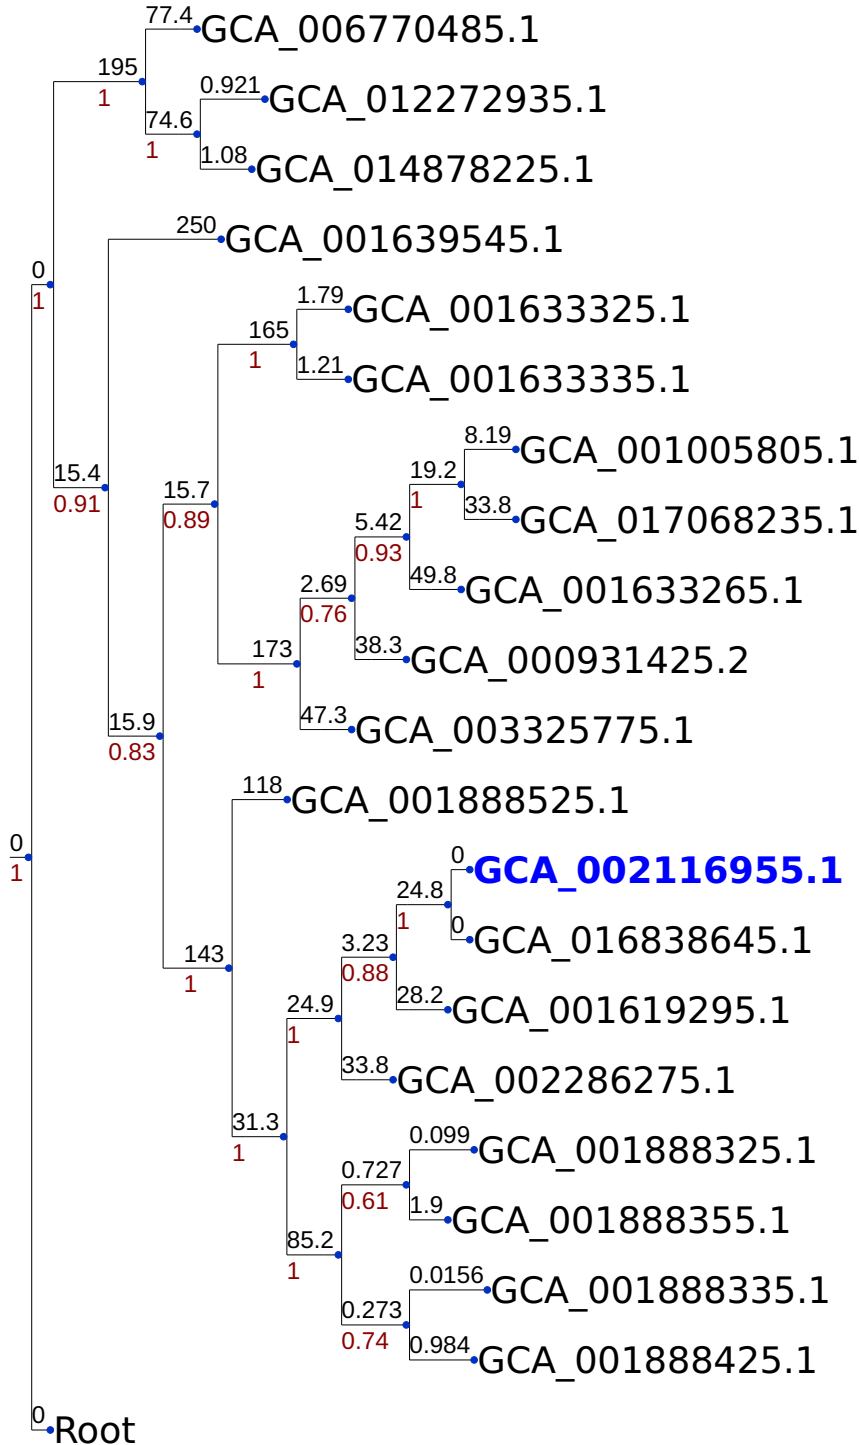 77.4
GCA_006770485.1
195
1
0.921
GCA_012272935.1
74.6
1
1.08
GCA_014878225.1
250
GCA_001639545.1
0
1
1.79
GCA_001633325.1
165
1
1.21
GCA_001633335.1
8.19
GCA_001005805.1
19.2
1
15.4
0.91
15.7
0.89
33.8
GCA_017068235.1
5.42
0.93
49.8
GCA_001633265.1
2.69
0.76
38.3
GCA_000931425.2
173
1
47.3
GCA_003325775.1
15.9
0.83
118
GCA_001888525.1
0
1
0
GCA_002116955.1
24.8
1
0
GCA_016838645.1
3.23
0.88
143
1
28.2
GCA_001619295.1
24.9
1
33.8
GCA_002286275.1
31.3
1
0.099
GCA_001888325.1
0.727
0.61
1.9
GCA_001888355.1
85.2
1
0.0156
GCA_001888335.1
0.273
0.74
0.984
GCA_001888425.1
0
Root